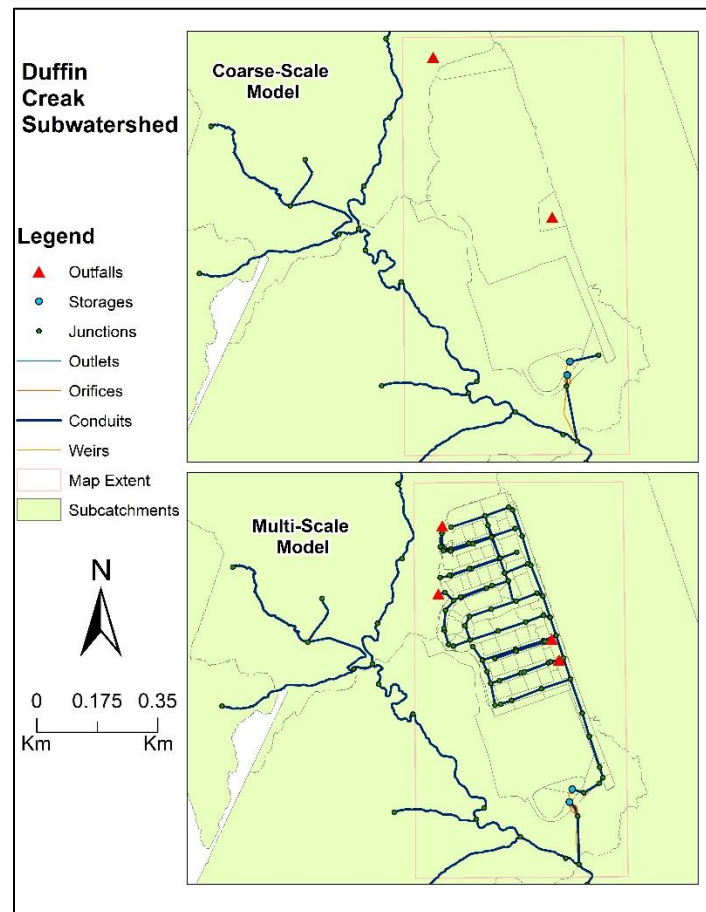 Duffin
Creak
Subwatershed
Coarse-Scale
Model
Legend
Outfalls
Storages
Junctions
Outlets
Orifices
Conduits
Weirs
Map Extent
Subcatchments
Multi-Scale
Model
N
0 0.175 0.35
Km Km